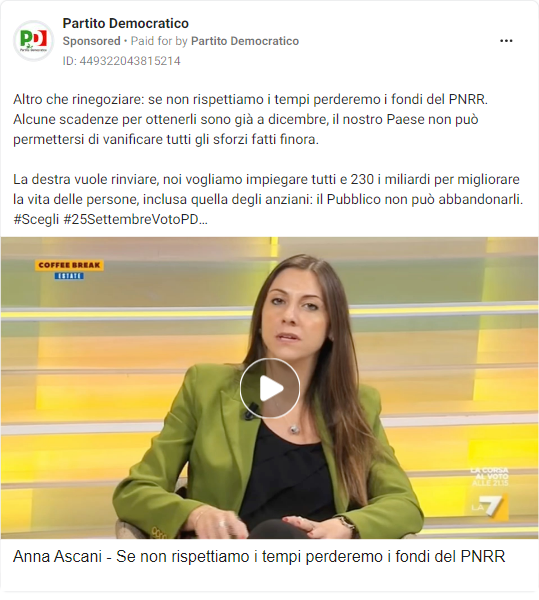 Partito Democratico
Sponsored • Paid for by Partito Democratico
ID: 449322043815214
PD
Partito Democratico
Altro che rinegoziare: se non rispettiamo i tempi perderemo i fondi del PNRR.
Alcune scadenze per ottenerli sono già a dicembre, il nostro Paese non può
permettersi di vanificare tutti gli sforzi fatti finora.
La destra vuole rinviare, noi vogliamo impiegare tutti e 230 i miliardi per migliorare
la vita delle persone, inclusa quella degli anziani: il Pubblico non può abbandonarli.
#Scegli #25SettembreVotoPD...
COFFEE BREAK
ESTATE
LA CORSA
AL VOTO
ALLE 21.15
LA7
Anna Ascani - Se non rispettiamo i tempi perderemo i fondi del PNRR